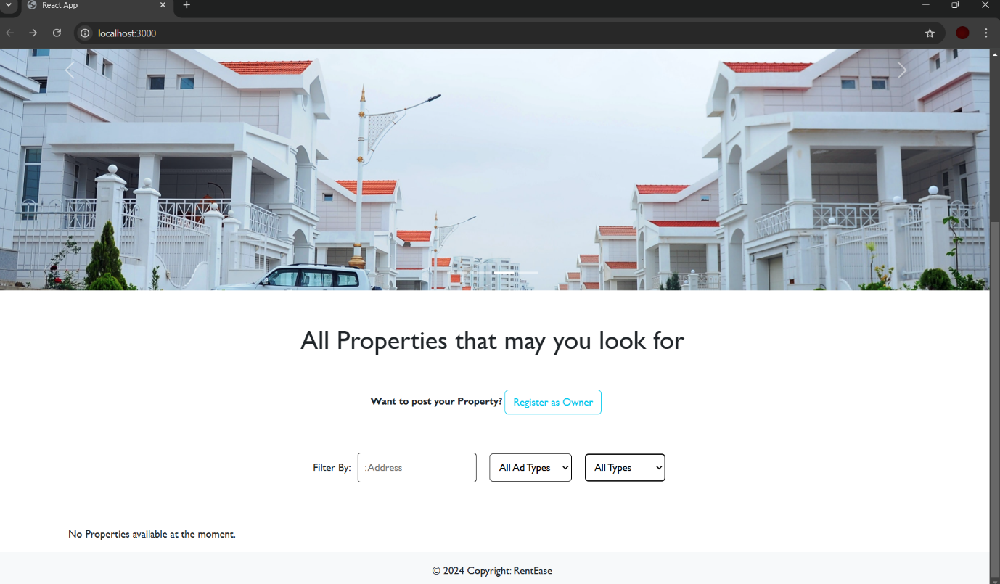 React App
localhost:3000
All Properties that may you look for
Want to post your Property? Register as Owner
Filter By: :Address All Ad Types All Types
No Properties available at the moment.
© 2024 Copyright: RentEase